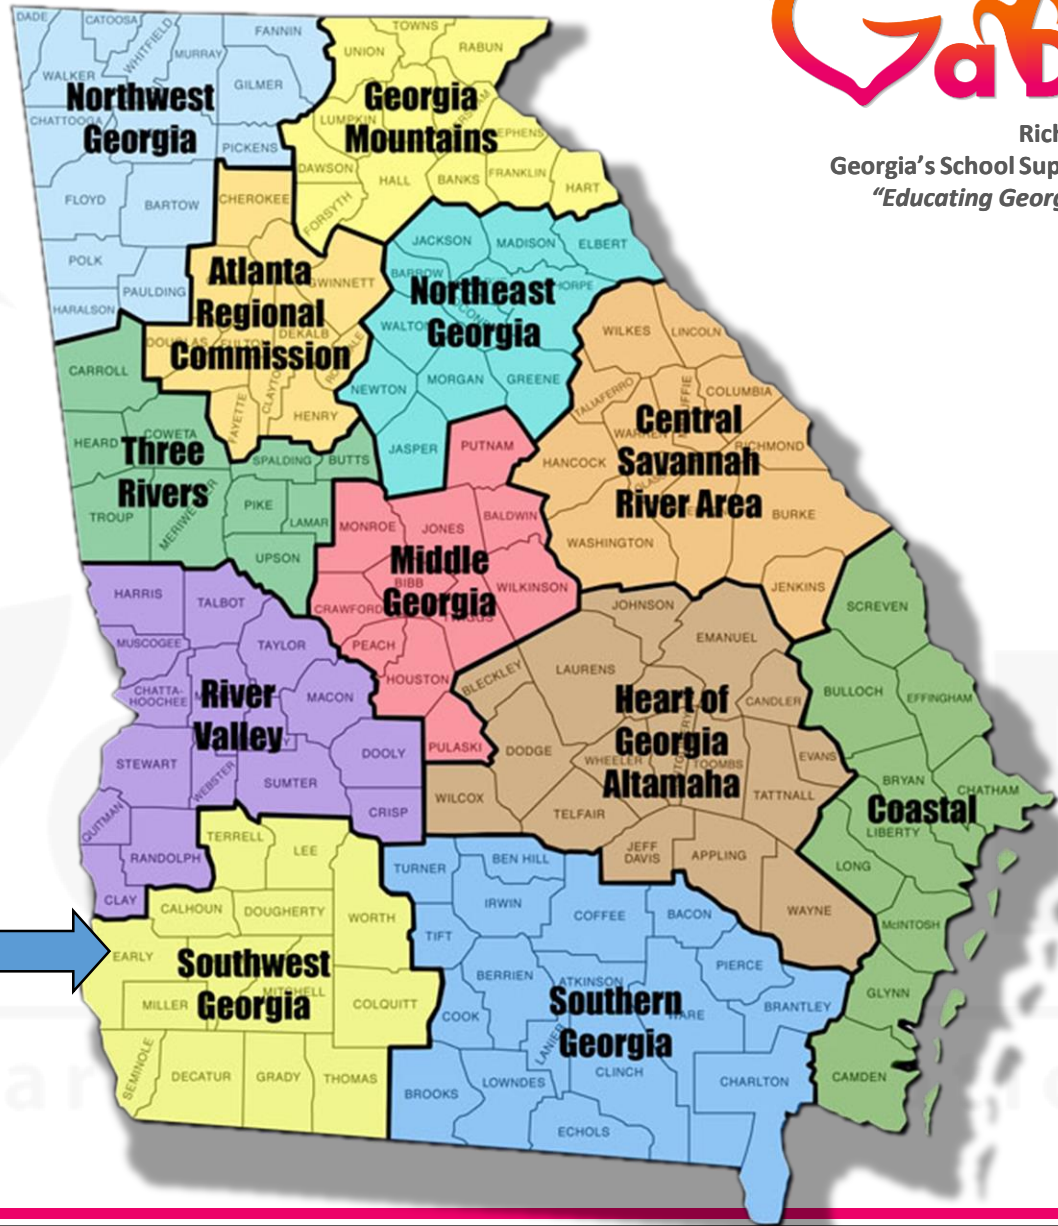 DADE
CATOOSA
WHITFIELD
MURRAY
FANNIN
WALKER
GILMER
CHATTOOGA
Northwest
Georgia
PICKENS
FLOYD
BARTOW
POLK
PAULDING
HARALSON
TOWNS
UNION
RABUN
Georgia
Mountains
LUMPKIN
DAWSON
HALL
BANKS
FRANKLIN
HART
FORSYTH
GaD
Rich
Georgia's School Sup
"Educating Georg
CHEROKEE
Atlanta
Regional
Commission
GWINNETT
DEKALB
FULTON
DOUGLAS
CLAYTON
FAYETTE
HENRY
JACKSON
MADISON
ELBERT
BARROW
Northeast
Georgia
WALTON
NEWTON
MORGAN
GREENE
JASPER
WILKES
LINCOLN
TALIAFERRO
COLUMBIA
WARREN
RICHMOND
HANCOCK
Central
Savannah
River Area
BURKE
WASHINGTON
JENKINS
CARROLL
HEARD
COWETA
Three
Rivers
SPALDING
BUTTS
PIKE
LAMAR
TROUP
MERIWETHER
UPSON
PUTNAM
MONROE
JONES
BALDWIN
Middle
Georgia
BIBB
WILKINSON
CRAWFORD
PEACH
HOUSTON
PULASKI
HARRIS
TALBOT
MUSCOGEE
TAYLOR
CHATTA-
HOOCHEE
River
Valley
MACON
DOOLY
STEWART
WEBSTER
SUMTER
CRISP
QUITMAN
RANDOLPH
CLAY
JOHNSON
EMANUEL
BLECKLEY
LAURENS
CANDLER
Heart of
Georgia
Altamaha
DODGE
WHEELER
TOOMBS
EVANS
WILCOX
TELFAIR
TATTNALL
JEFF
DAVIS
APPLING
WAYNE
SCREVEN
BULLOCH
EFFINGHAM
BRYAN
CHATHAM
Coastal
LIBERTY
LONG
McINTOSH
GLYNN
CAMDEN
TERRELL
LEE
CALHOUN
DOUGHERTY
WORTH
EARLY
Southwest
Georgia
MILLER
MITCHELL
COLQUITT
SEMINOLE
DECATUR
GRADY
THOMAS
TURNER
BEN HILL
IRWIN
COFFEE
BACON
TIFT
BERRIEN
ATKINSON
PIERCE
Southern
Georgia
COOK
WARE
BRANTLEY
LANIER
CLINCH
BROOKS
LOWNDES
CHARLTON
ECHOLS